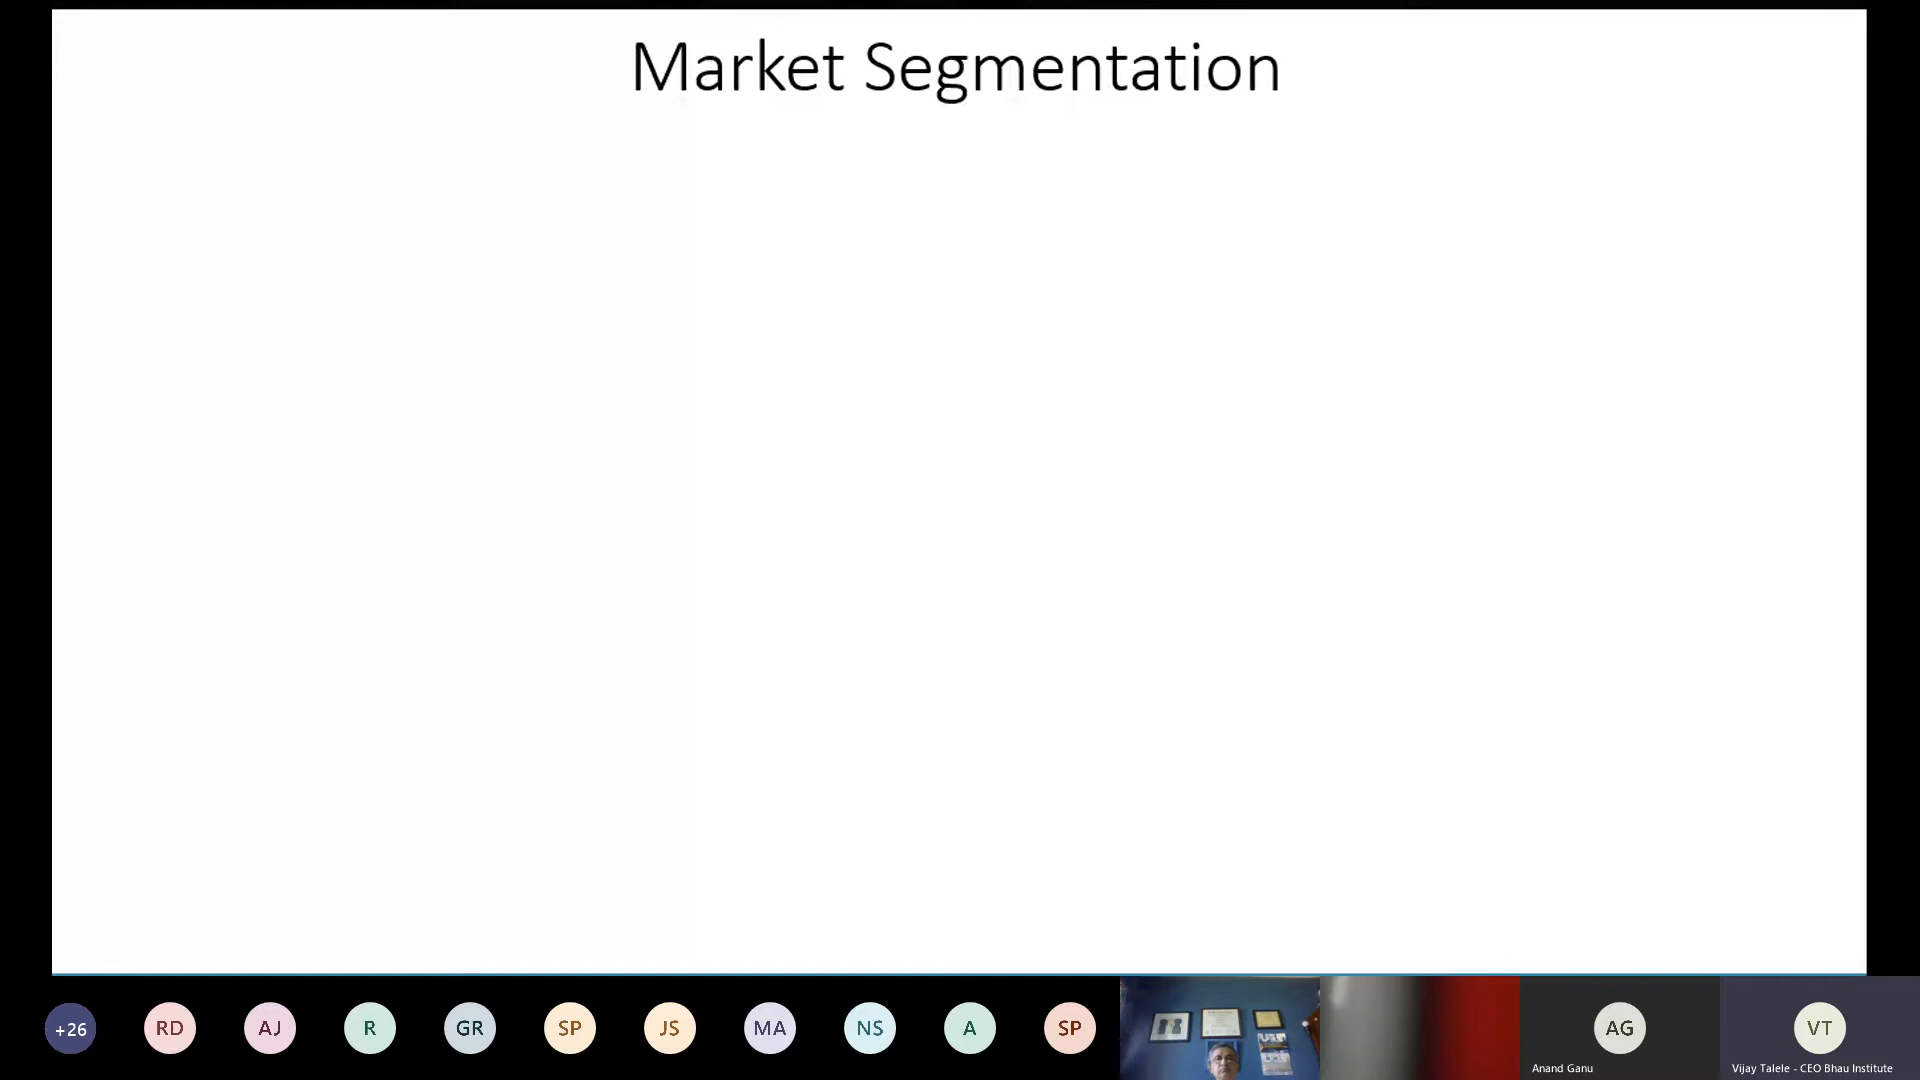 Market Segmentation
+26
RD
AJ
R
GR
SP
JS
MA
NS
A
SP
AG
Anand Ganu
VT
Vijay Talele - CEO Bhau Institute